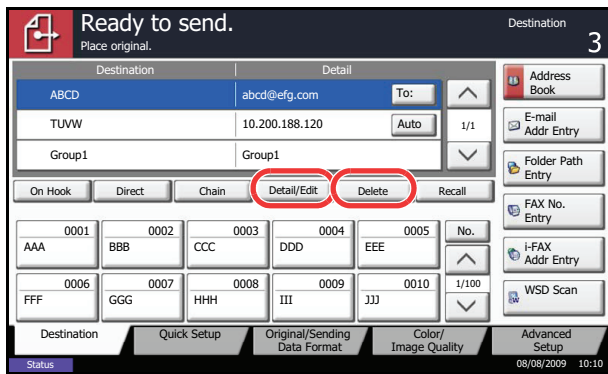 Ready to send.
Place original.
Destination
3
Destination Detail
ABCD abcd@efg.com To:
TUVW 10.200.188.120 Auto 1/1
Group1 Group1
Address
Book
E-mail
Addr Entry
Folder Path
Entry
FAX No.
Entry
i-FAX
Addr Entry
WSD Scan
On Hook Direct Chain Detail/Edit Delete Recall
0001 0002 0003 0004 0005 No.
AAA BBB CCC DDD EEE
0006 0007 0008 0009 0010 1/100
FFF GGG HHH III JJJ
Destination
Quick Setup
Original/Sending
Data Format
Color/
Image Quality
Advanced
Setup
Status 08/08/2009 10:10